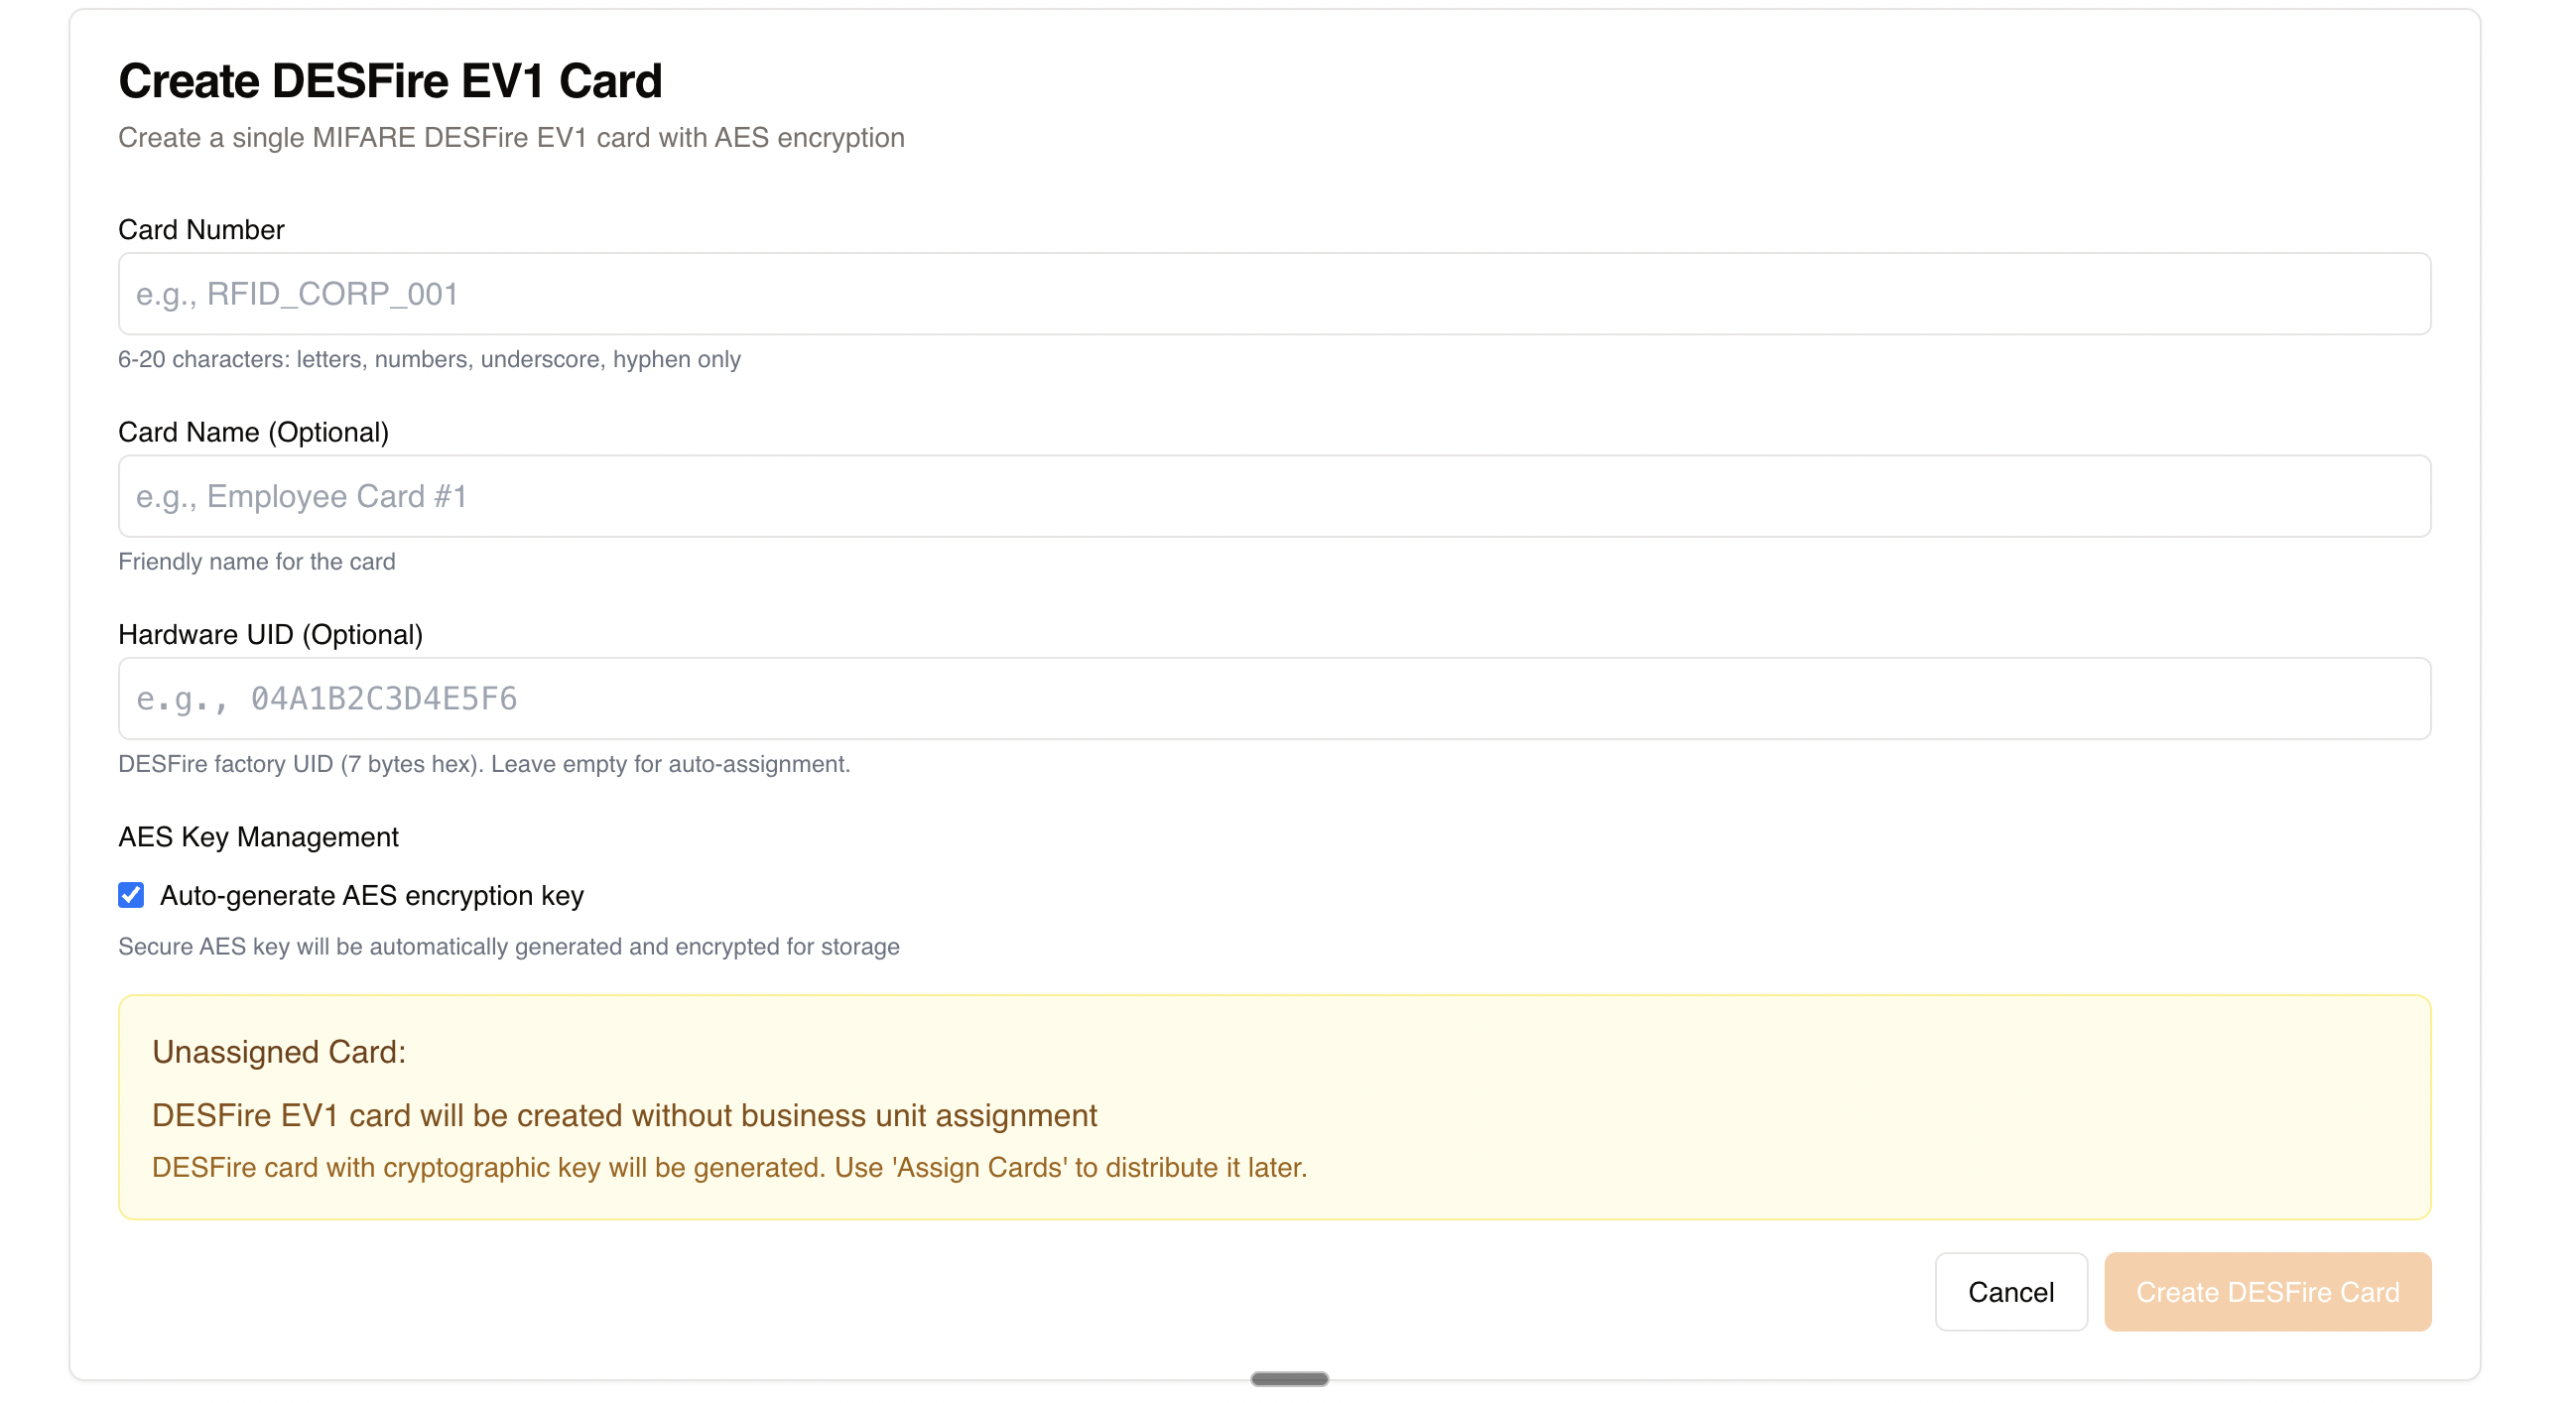 Create DESFire EV1 Card
Create a single MIFARE DESFire EV1 card with AES encryption
Card Number
e.g., RFID_CORP_001
6-20 characters: letters, numbers, underscore, hyphen only
Card Name (Optional)
e.g., Employee Card #1
Friendly name for the card
Hardware UID (Optional)
e.g., 04A1B2C3D4E5F6
DESFire factory UID (7 bytes hex). Leave empty for auto-assignment.
AES Key Management
Auto-generate AES encryption key
Secure AES key will be automatically generated and encrypted for storage
Unassigned Card:
DESFire EV1 card will be created without business unit assignment
DESFire card with cryptographic key will be generated. Use 'Assign Cards' to distribute it later.
Cancel
Create DESFire Card